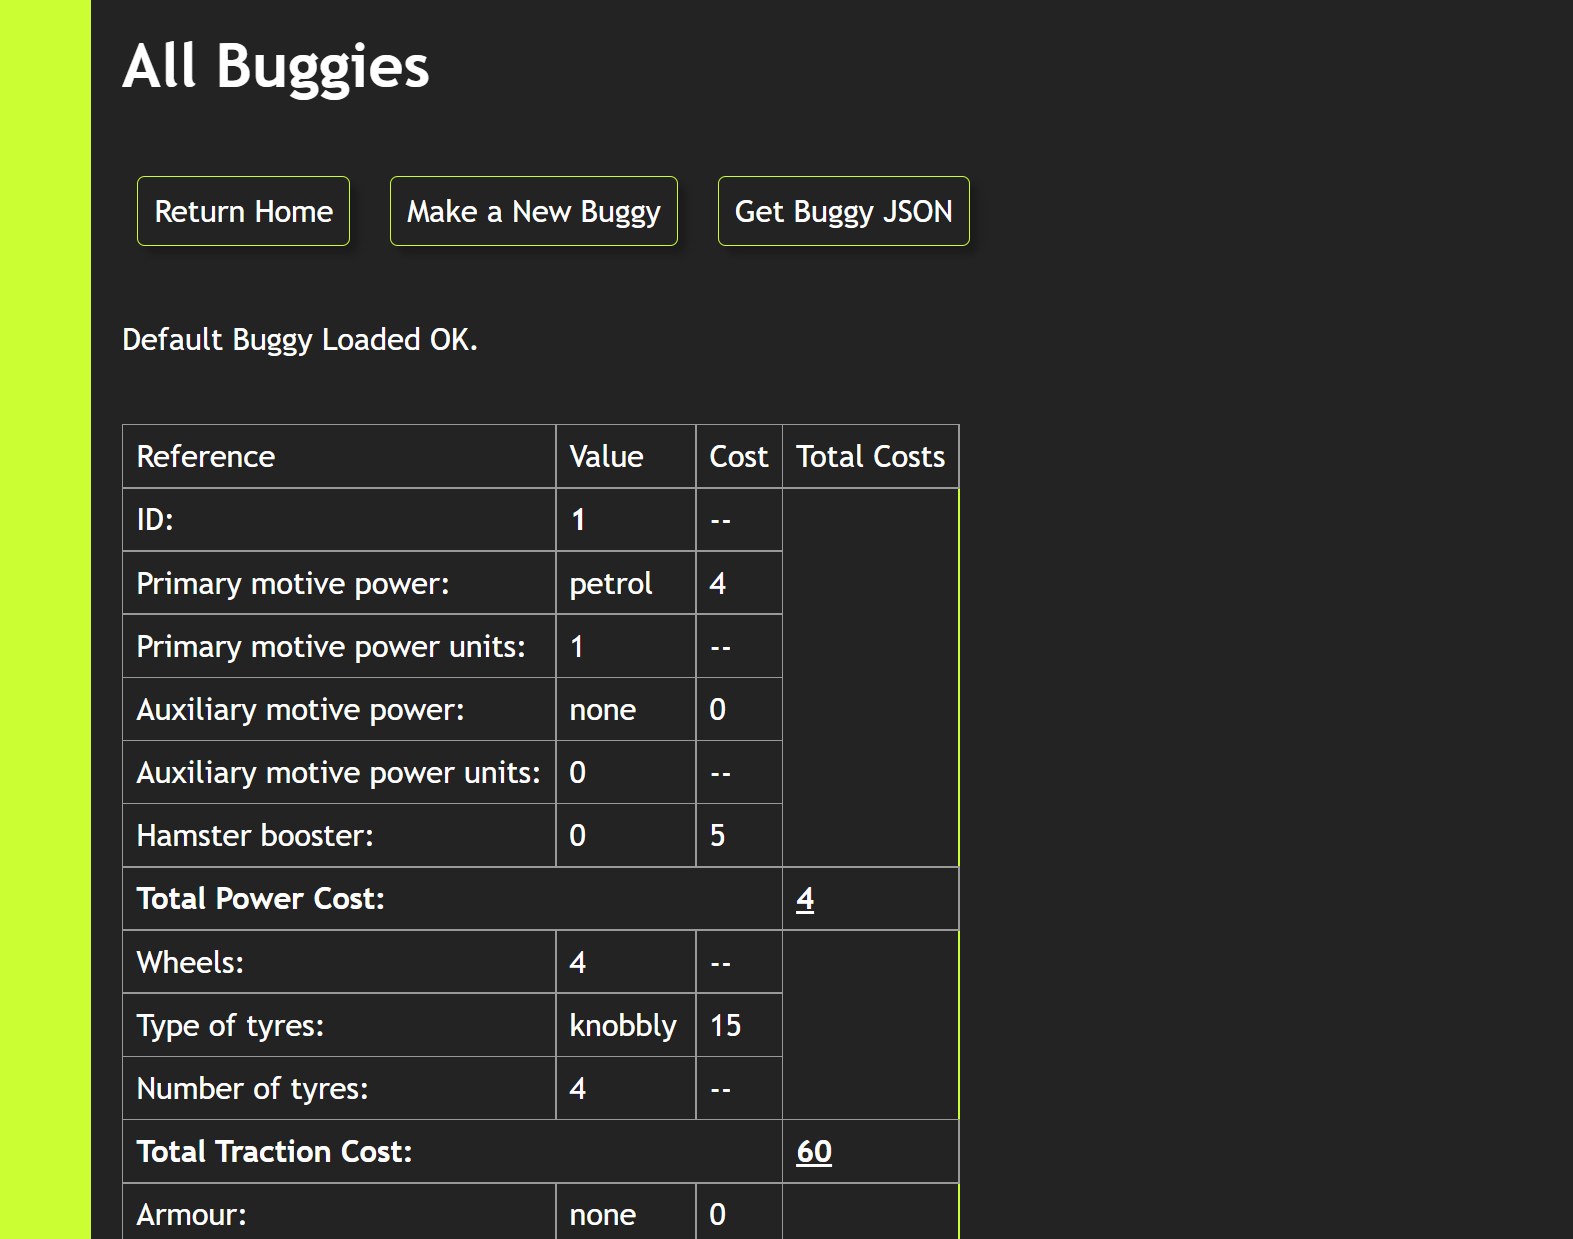 All Buggies
Return Home Make a New Buggy Get Buggy JSON
Default Buggy Loaded OK.
Reference Value Cost Total Costs
ID: 1 --
Primary motive power: petrol 4
Primary motive power units: 1 --
Auxiliary motive power: none 0
Auxiliary motive power units: 0 --
Hamster booster: 0 5
Total Power Cost: 4
Wheels: 4 --
Type of tyres: knobbly 15
Number of tyres: 4 --
Total Traction Cost: 60
Armour: none 0